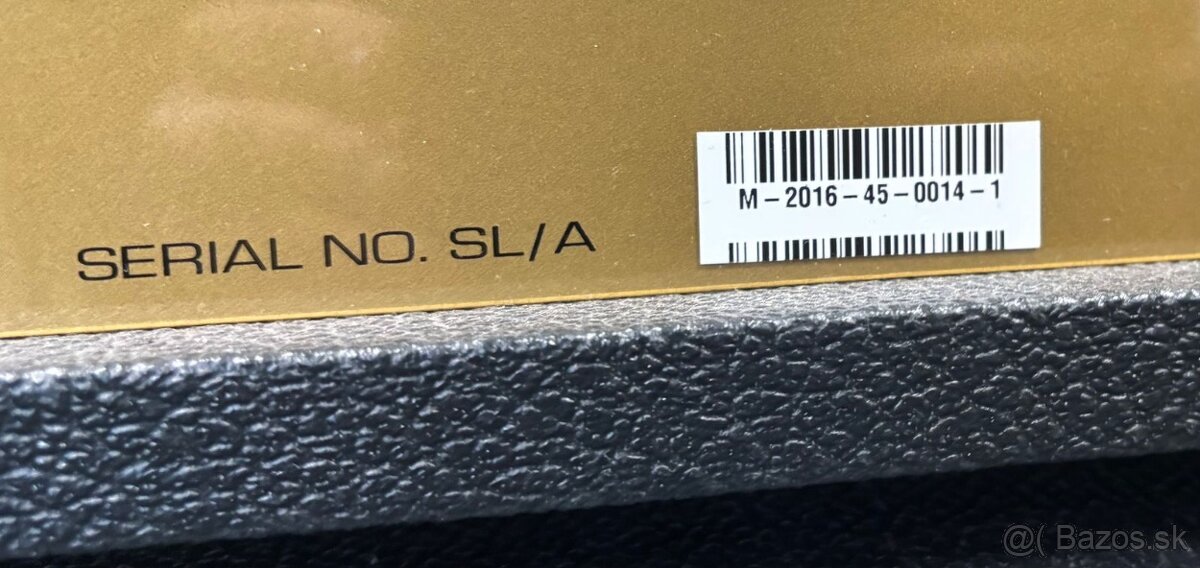 SERIAL NO. SL/A
M-2016-45-0014-1
@( Bazos.sk